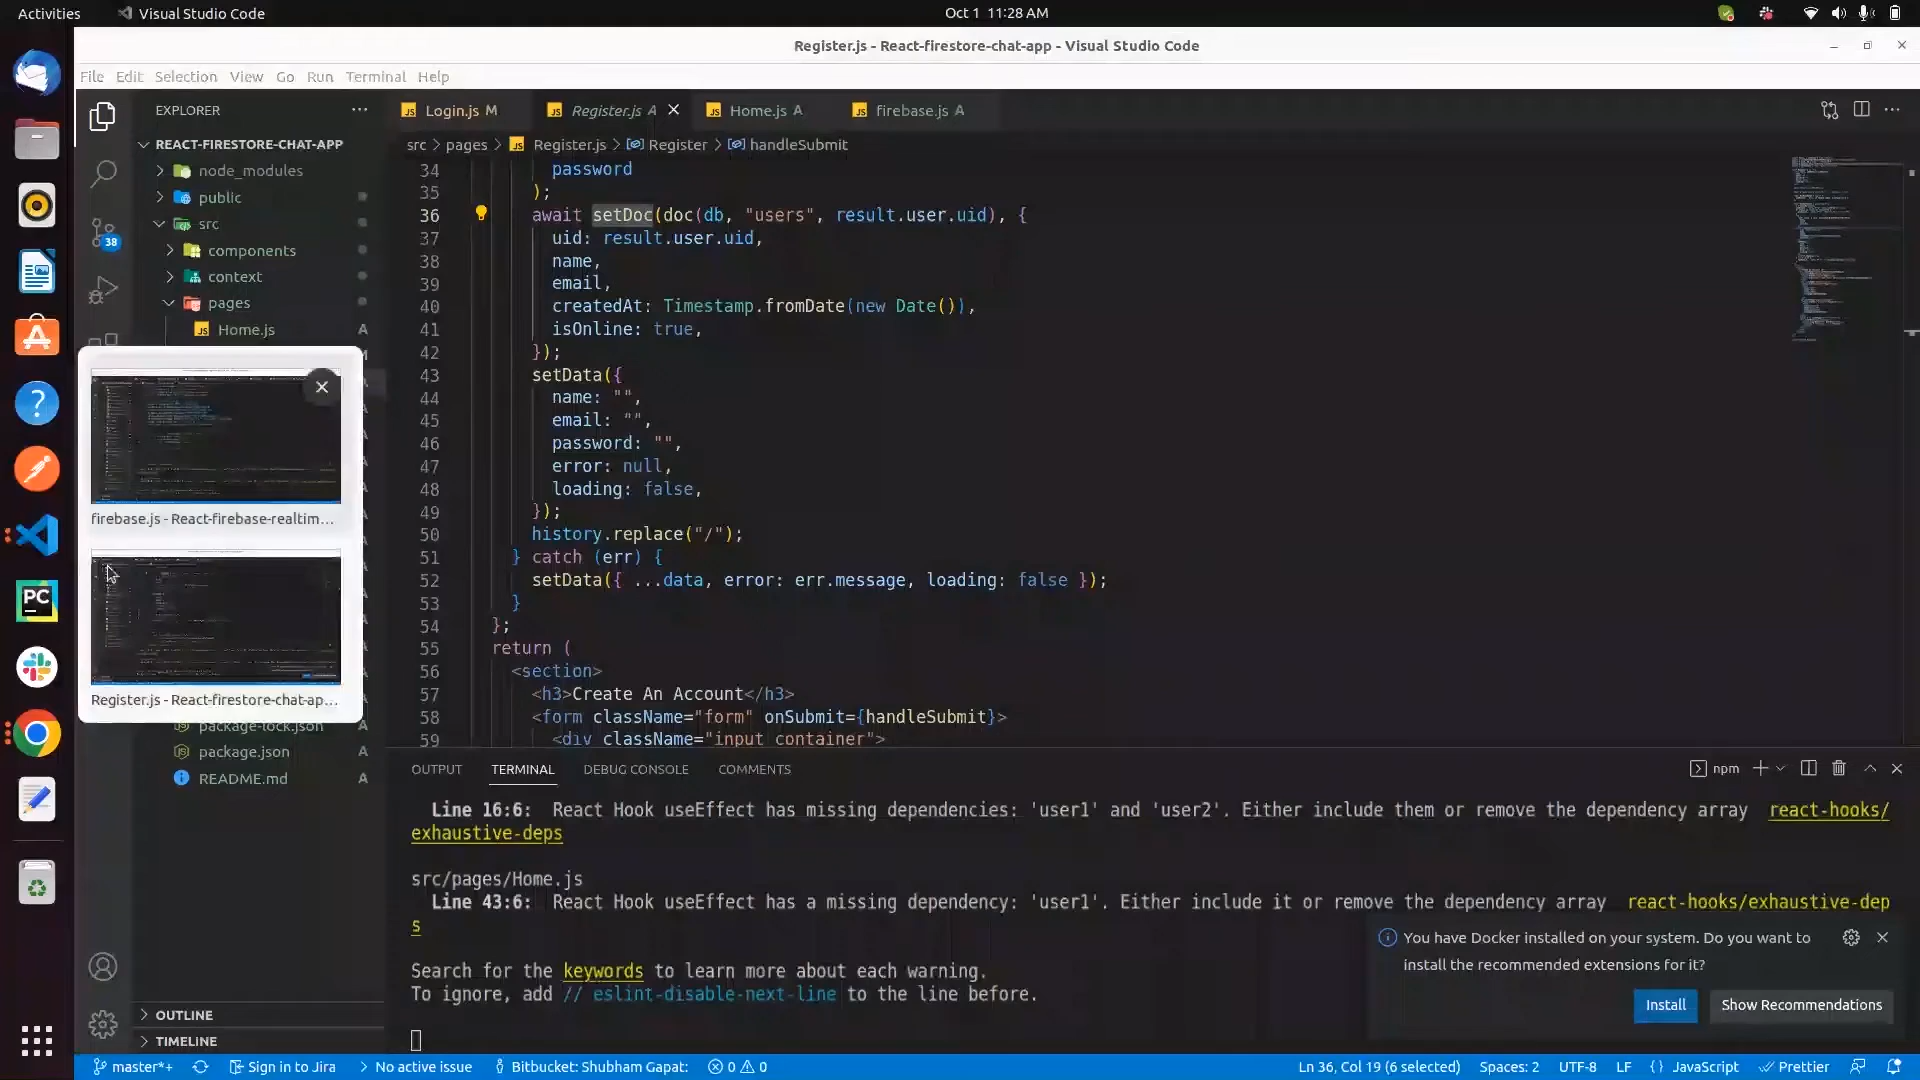 Activities
Visual Studio Code
Oct 1 11:28 AM
Register.js - React-firestore-chat-app - Visual Studio Code
File Edit Selection View Go Run Terminal Help
EXPLORER
Login.js M
Register.js A
Home.js A
firebase.js A
REACT-FIRESTORE-CHAT-APP
node_modules
public
src
components
context
pages
Home.js A
38
src > pages > Register.js > Register > handleSubmit
34 password
35 );
36 await setDoc(doc(db, "users", result.user.uid), {
37 uid: result.user.uid,
38 name,
39 email,
40 createdAt: Timestamp.fromDate(new Date()),
41 isOnline: true,
42 });
43 setData({
44 name: "",
45 email: "",
46 password: "",
47 error: null,
48 loading: false,
49 });
50 history.replace("/");
51 } catch (err) {
52 setData({ ...data, error: err.message, loading: false });
53 }
54 };
55 return (
56 <section>
57 <h3>Create An Account</h3>
58 <form className="form" onSubmit={handleSubmit}>
59 <div className="input_container">
firebase.js - React-firebase-realtim...
Register.js - React-firestore-chat-ap...
package-lock.json
package.json A
README.md A
OUTLINE
TIMELINE
OUTPUT TERMINAL DEBUG CONSOLE COMMENTS
npm
Line 16:6: React Hook useEffect has missing dependencies: 'user1' and 'user2'. Either include them or remove the dependency array react-hooks/
exhaustive-deps
src/pages/Home.js
Line 43:6: React Hook useEffect has a missing dependency: 'user1'. Either include it or remove the dependency array react-hooks/exhaustive-dep
s
Search for the keywords to learn more about each warning.
To ignore, add // eslint-disable-next-line to the line before.
You have Docker installed on your system. Do you want to
install the recommended extensions for it?
Install
Show Recommendations
PC
master*+
Sign in to Jira
No active issue
Bitbucket: Shubham Gapat:
0 0
Ln 36, Col 19 (6 selected)
Spaces: 2
UTF-8
LF
{ } JavaScript
Prettier